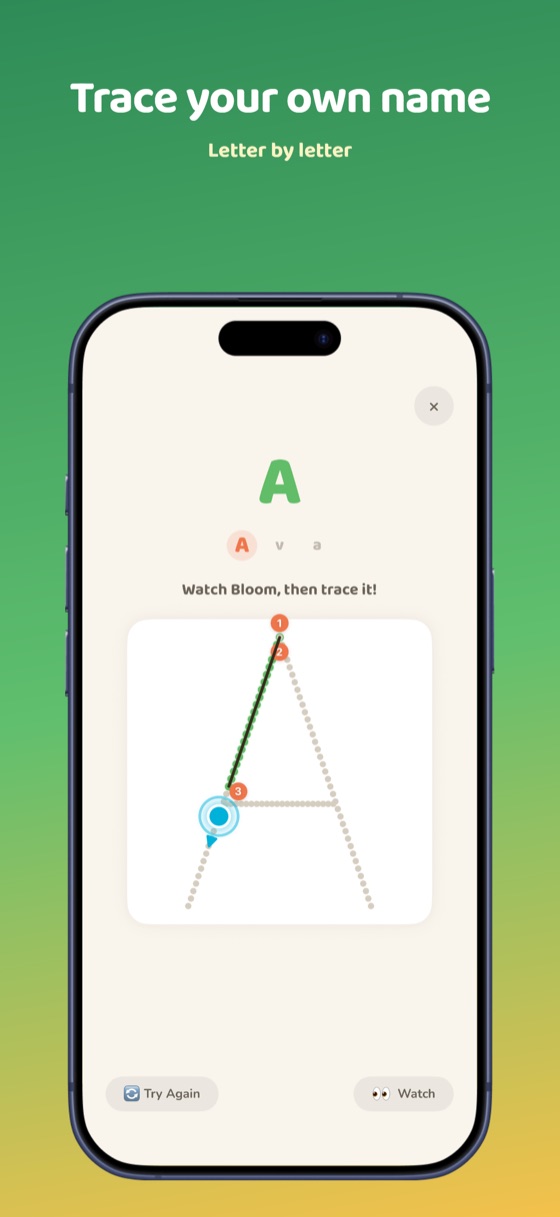 Trace your own name
Letter by letter
×
A
A v a
Watch Bloom, then trace it!
1
2
3
Try Again
Watch